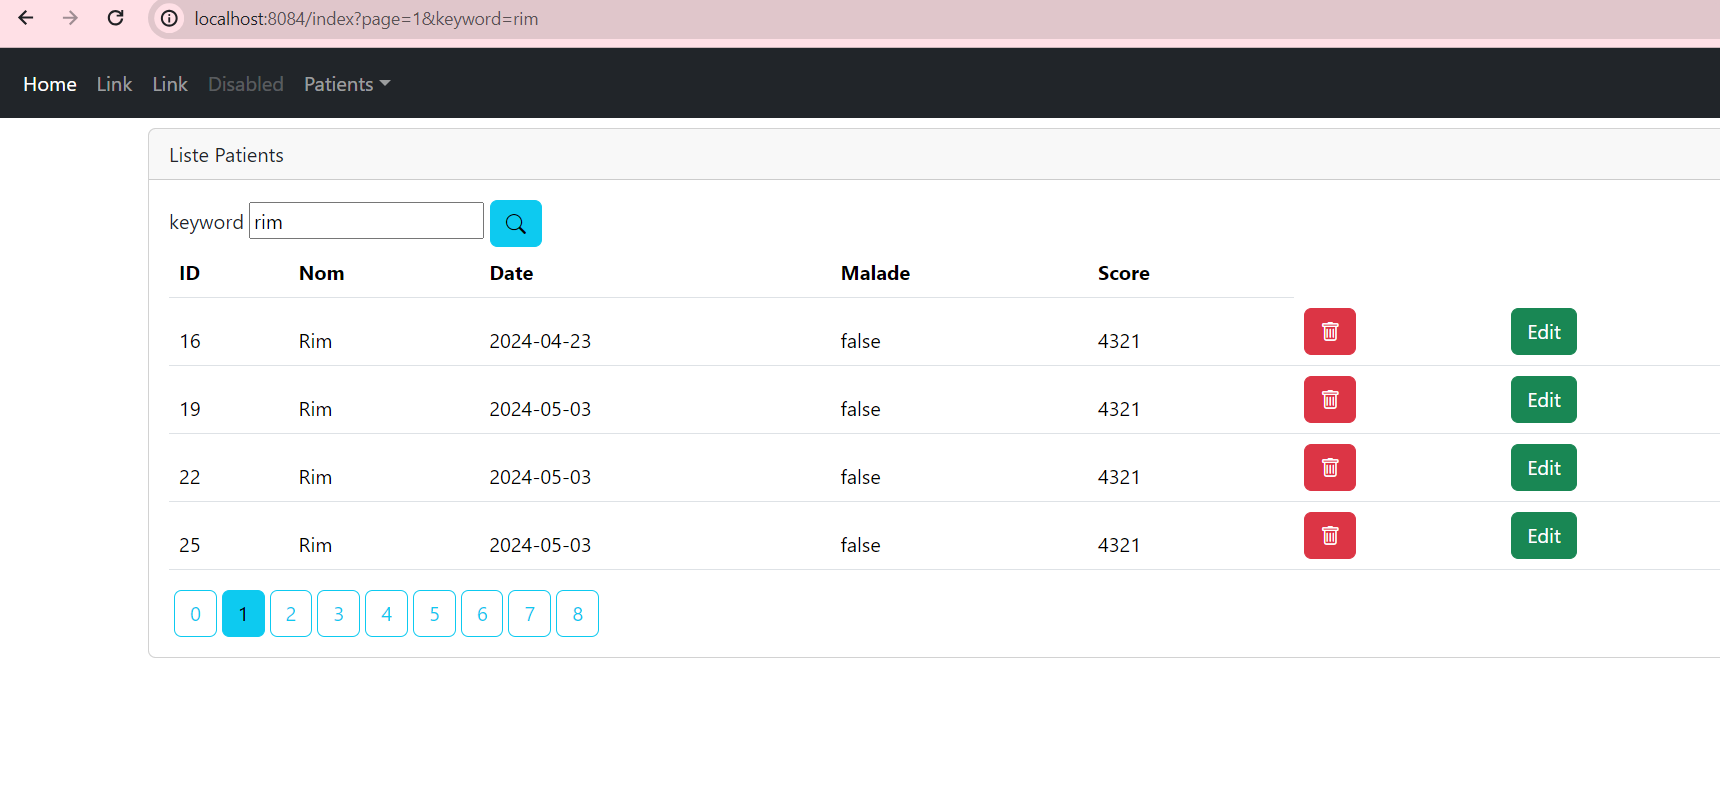 localhost:8084/index?page=1&keyword=rim
Home Link Link Disabled Patients
Liste Patients
keyword rim
ID Nom Date Malade Score
16 Rim 2024-04-23 false 4321 Edit
19 Rim 2024-05-03 false 4321 Edit
22 Rim 2024-05-03 false 4321 Edit
25 Rim 2024-05-03 false 4321 Edit
0 1 2 3 4 5 6 7 8